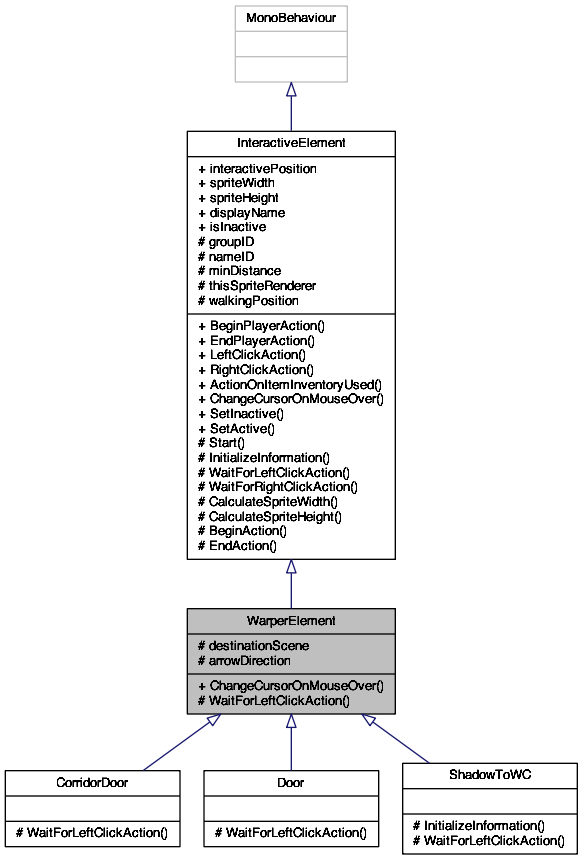 MonoBehaviour
InteractiveElement
+ interactivePosition
+ spriteWidth
+ spriteHeight
+ displayName
+ isInactive
# groupID
# nameID
# minDistance
# thisSpriteRenderer
# walkingPosition
+ BeginPlayerAction()
+ EndPlayerAction()
+ LeftClickAction()
+ RightClickAction()
+ ActionOnItemInventoryUsed()
+ ChangeCursorOnMouseOver()
+ SetInactive()
+ SetActive()
# Start()
# InitializeInformation()
# WaitForLeftClickAction()
# WaitForRightClickAction()
# CalculateSpriteWidth()
# CalculateSpriteHeight()
# BeginAction()
# EndAction()
WarperElement
# destinationScene
# arrowDirection
+ ChangeCursorOnMouseOver()
# WaitForLeftClickAction()
CorridorDoor
# WaitForLeftClickAction()
Door
# WaitForLeftClickAction()
ShadowToWC
# InitializeInformation()
# WaitForLeftClickAction()